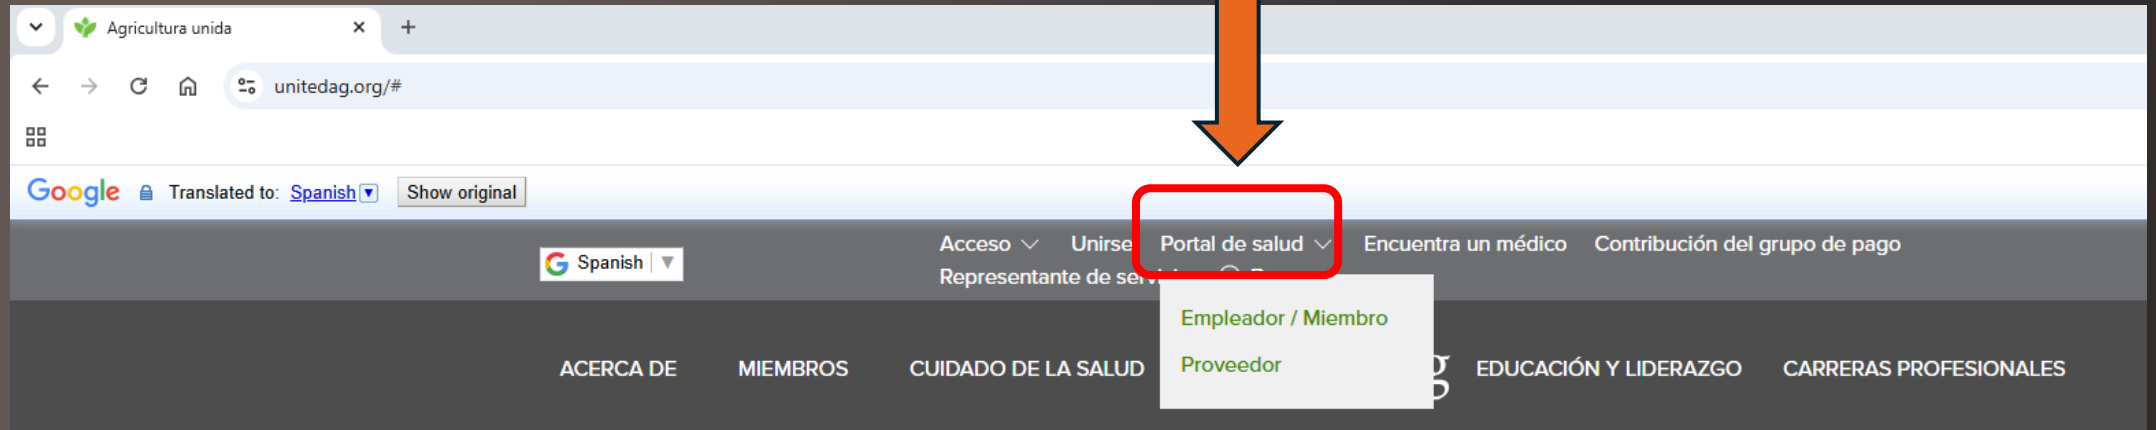 Agricultura unida
unitedag.org/#
Google Translated to: Spanish Show original
Spanish
Acceso Unirse Portal de salud Encuentra un médico Contribución del grupo de pago
Representante de
Empleador / Miembro
Proveedor
ACERCA DE MIEMBROS CUIDADO DE LA SALUD EDUCACIÓN Y LIDERAZGO CARRERAS PROFESIONALES